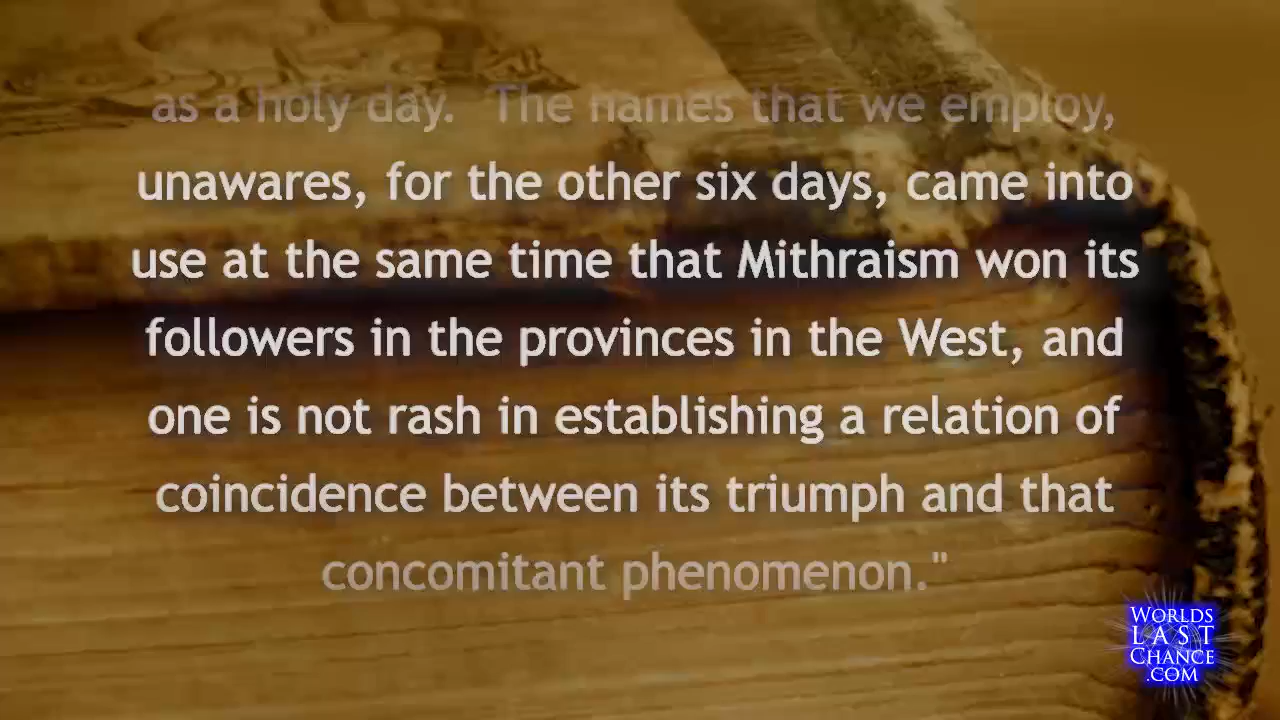 as a holy day. The names that we employ,
unawares, for the other six days, came into
use at the same time that Mithraism won its
followers in the provinces in the West, and
one is not rash in establishing a relation of
coincidence between its triumph and that
concomitant phenomenon."
WORLDS
LAST
CHANCE
.COM